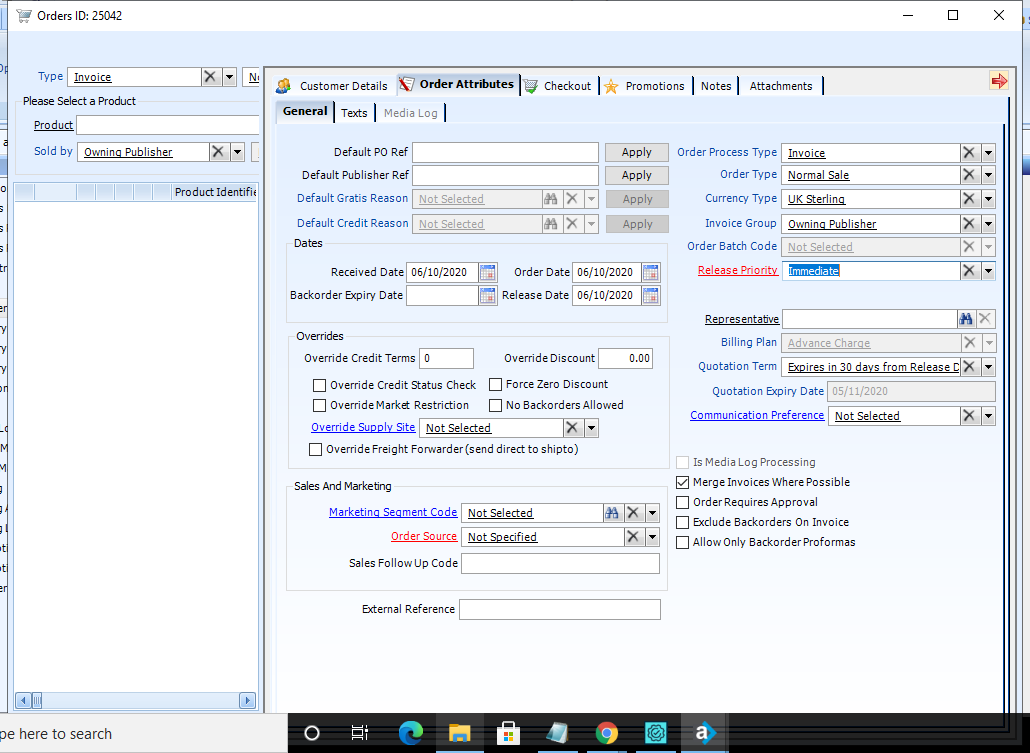 Orders ID: 25042
Type Invoice
Please Select a Product
Product
Sold by Owning Publisher
Product Identifie
Customer Details Order Attributes Checkout Promotions Notes Attachments
General Texts Media Log
Default PO Ref Apply
Default Publisher Ref Apply
Default Gratis Reason Not Selected Apply
Default Credit Reason Not Selected Apply
Dates
Received Date 06/10/2020 Order Date 06/10/2020
Backorder Expiry Date Release Date 06/10/2020
Overrides
Override Credit Terms 0 Override Discount 0.00
Override Credit Status Check Force Zero Discount
Override Market Restriction No Backorders Allowed
Override Supply Site Not Selected
Override Freight Forwarder (send direct to shipto)
Sales And Marketing
Marketing Segment Code Not Selected
Order Source Not Specified
Sales Follow Up Code
External Reference
Order Process Type Invoice
Order Type Normal Sale
Currency Type UK Sterling
Invoice Group Owning Publisher
Order Batch Code Not Selected
Release Priority Immediate
Representative
Billing Plan Advance Charge
Quotation Term Expires in 30 days from Release D
Quotation Expiry Date 05/11/2020
Communication Preference Not Selected
Is Media Log Processing
Merge Invoices Where Possible
Order Requires Approval
Exclude Backorders On Invoice
Allow Only Backorder Proformas
pe here to search